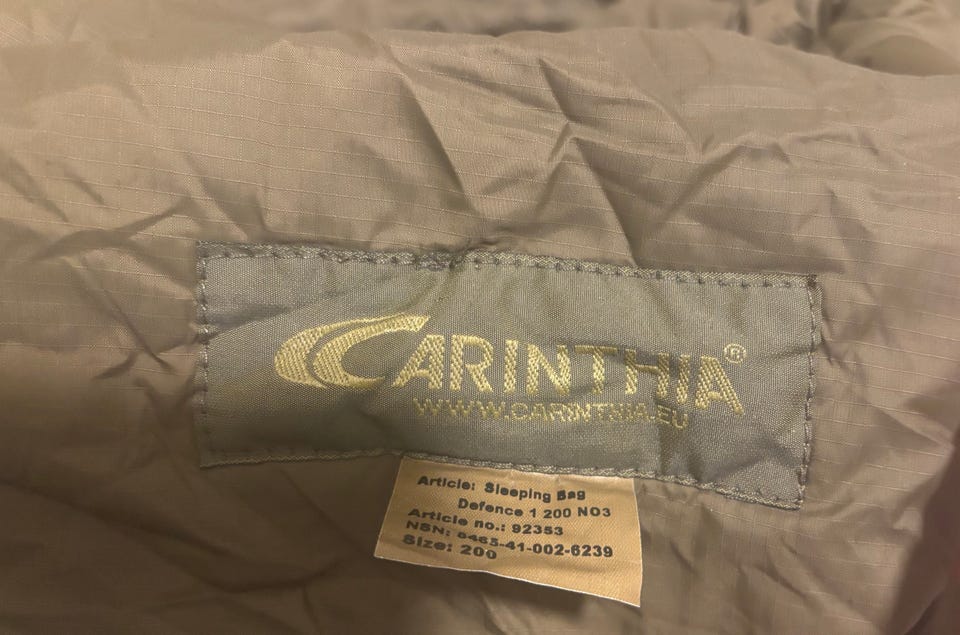 CARINTHIA®
WWW.CARINTHIA.EU
Article: Sleeping Bag
Defence 1 200 NO3
Article no.: 92353
NSN: 8465-41-002-6239
Size: 200